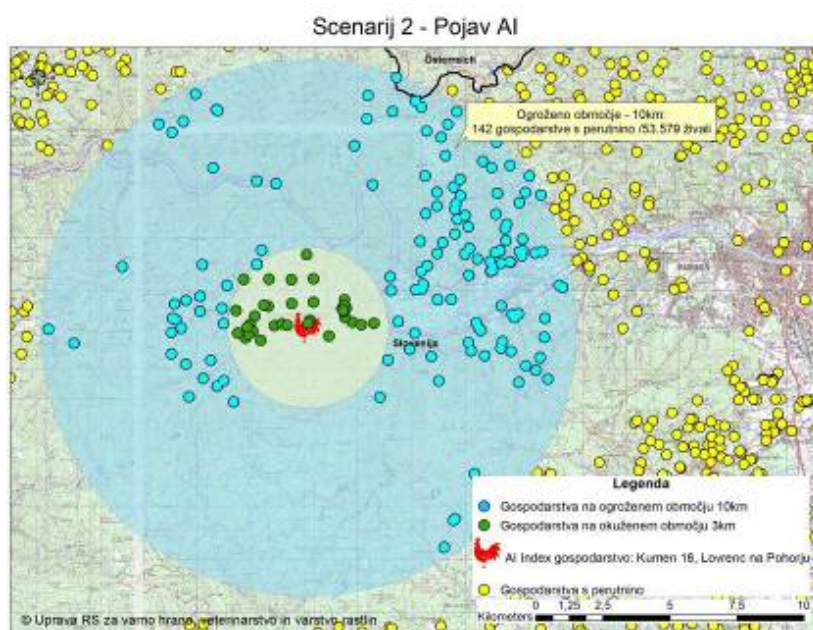 Scenarij 2 - Pojav AI
Österreich
Ogroženo območje - 10km:
142 gospodarstev s perutnino /53.579 živali
Slovenija
Legenda
Gospodarstva na ogroženem območju 10km
Gospodarstva na okuženem območju 3km
AI Index gospodarstvo: Kumen 16, Lovrenc na Pohorju
Gospodarstva s perutnino
© Uprava RS za varno hrano, veterinarstvo in varstvo rastlin
Kilometers
0 1,25 2,5 5 7,5 10